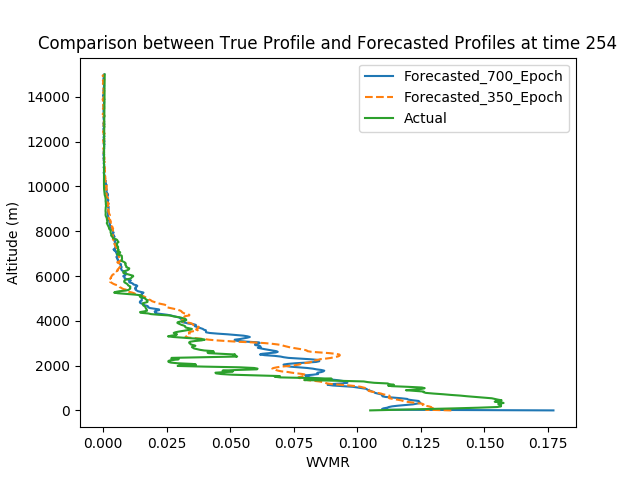 Comparison between True Profile and Forecasted Profiles at time 254
Forecasted_700_Epoch
Forecasted_350_Epoch
Actual
Altitude (m)
14000
12000
10000
8000
6000
4000
2000
0
0.000 0.025 0.050 0.075 0.100 0.125 0.150 0.175
WVMR